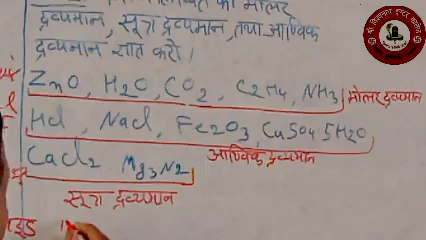 का मोलर
द्रव्यमान, सूत्र द्रव्यमान, तथा आण्विक
द्रव्यमान ज्ञात करो।
ZnO, H2O, CO2, C2H4, NH3 मोलर द्रव्यमान
Hcl, Nacl, Fe2O3, CuSO4 5H2O
Cacl2 Mg3N2 आण्विक द्रव्यमान
सूत्र द्रव्यमान